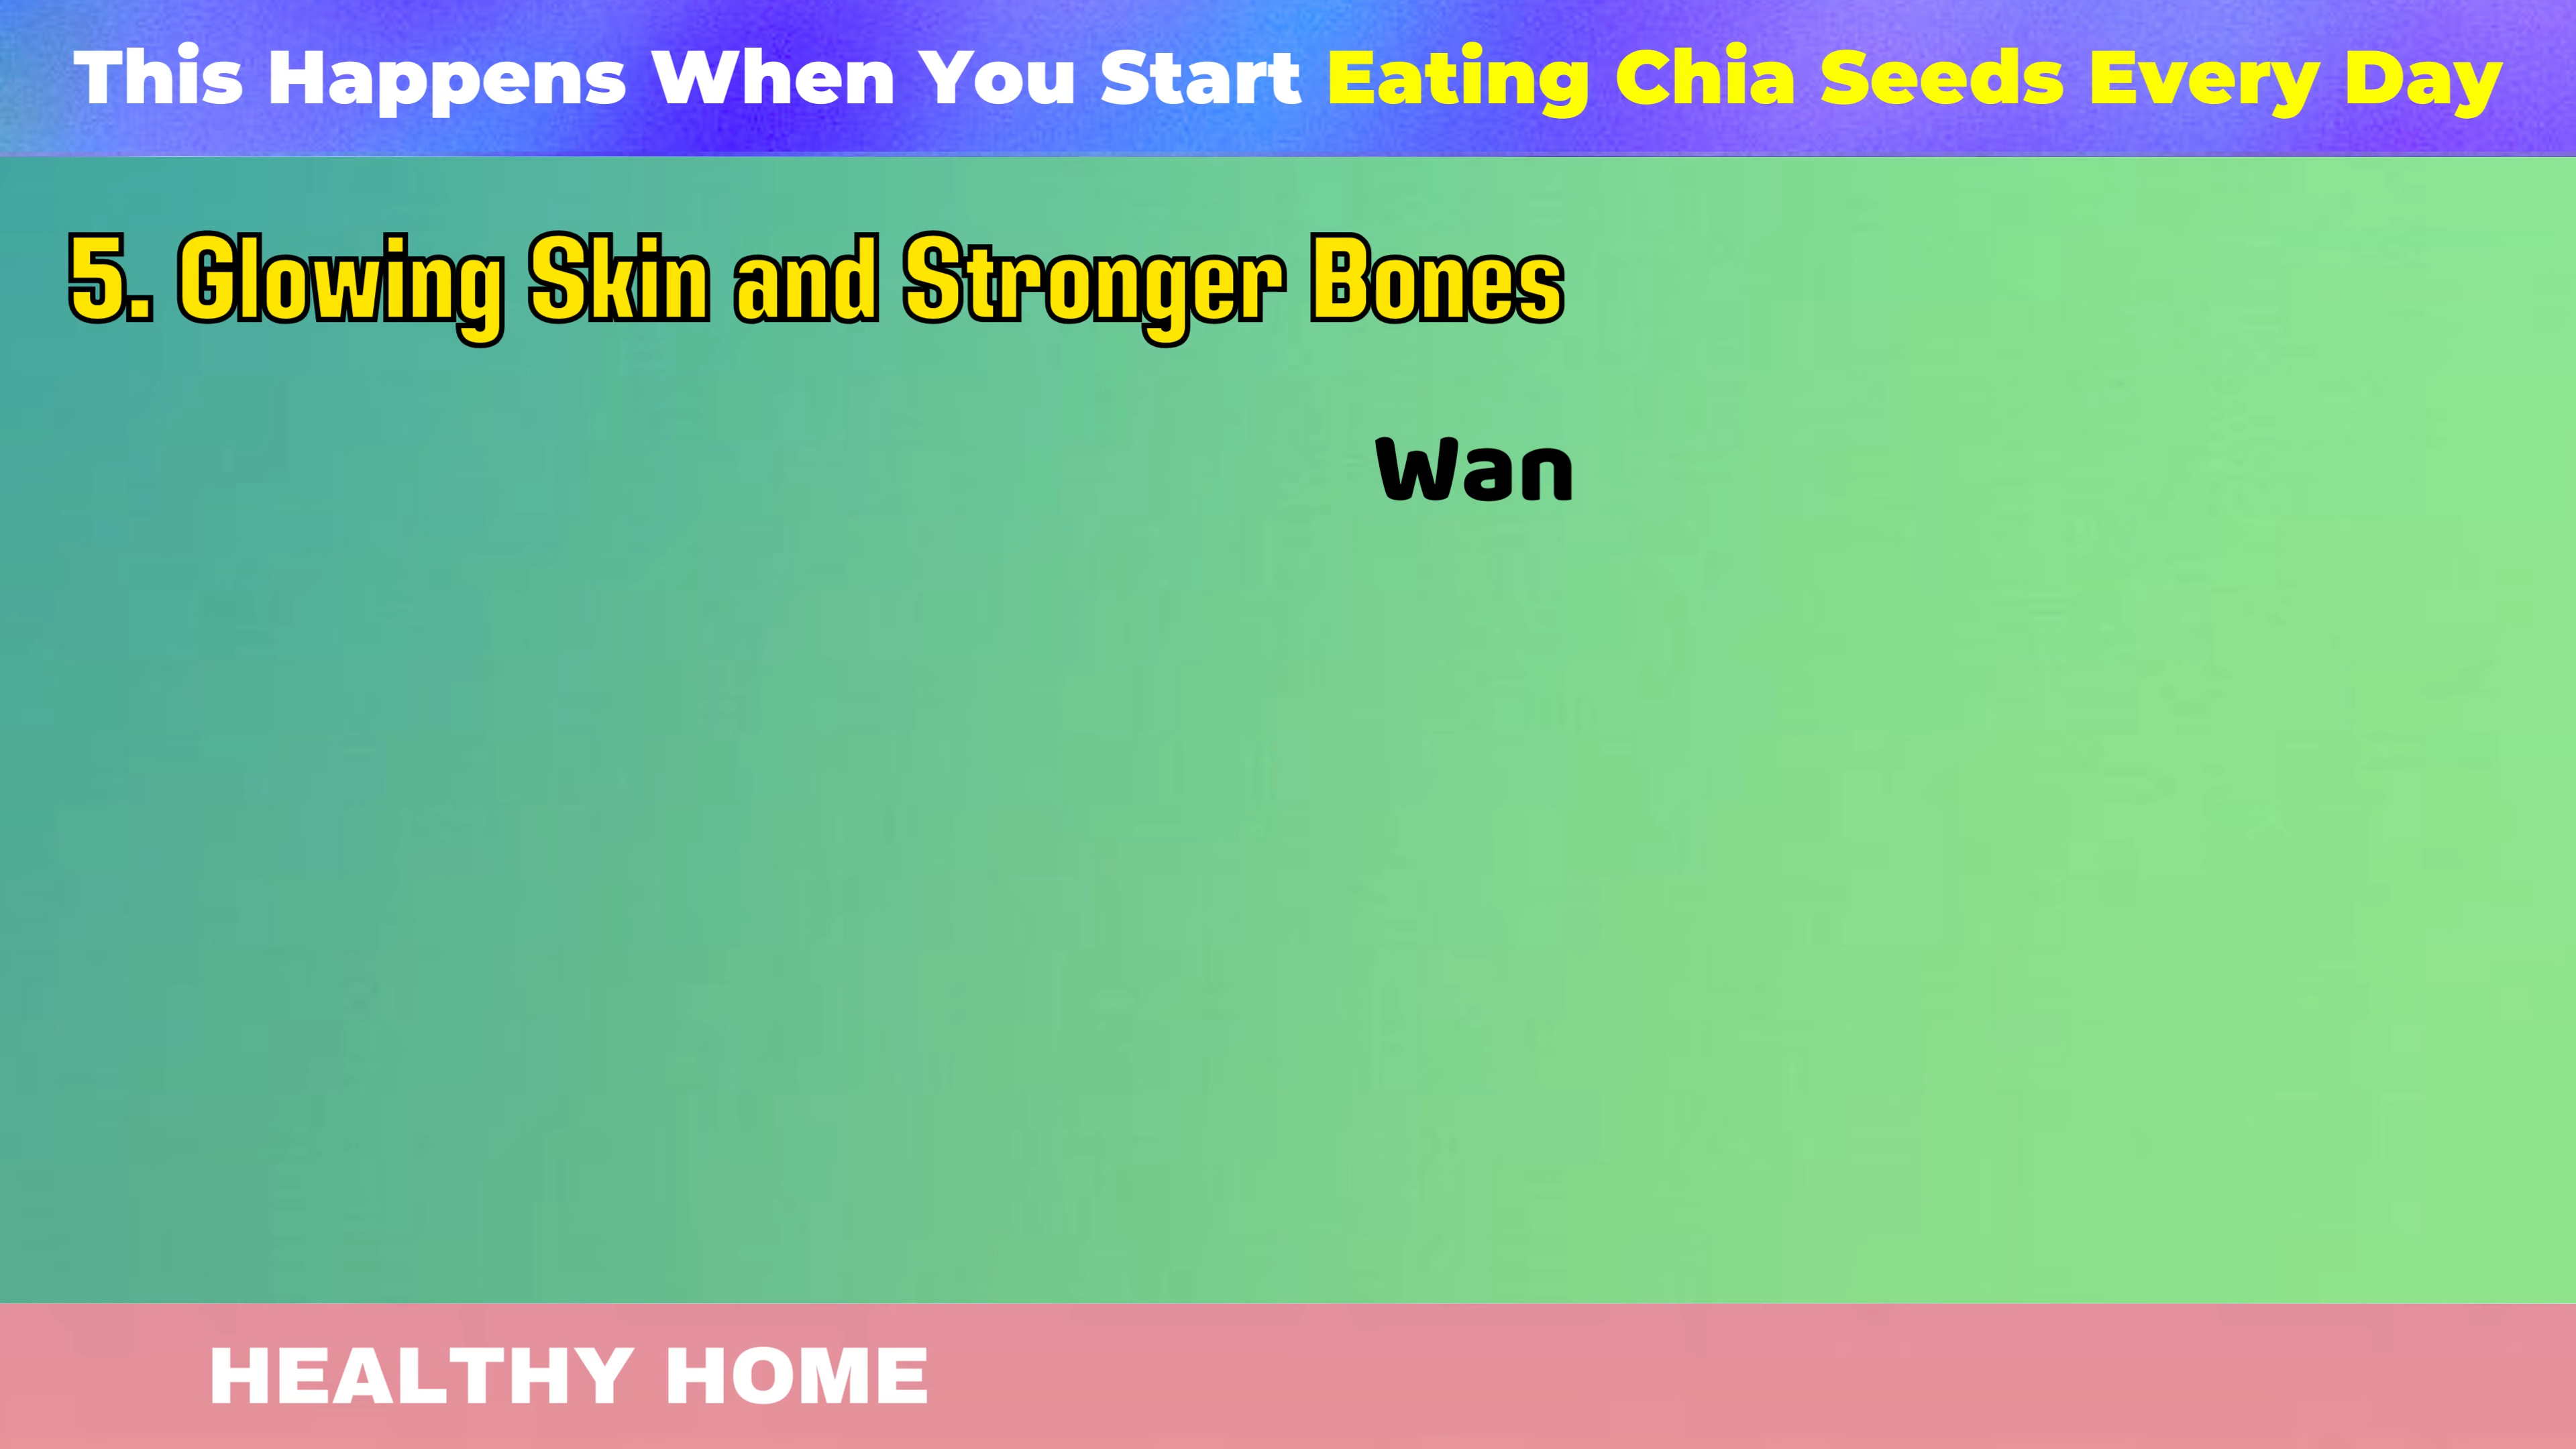 This Happens When You Start Eating Chia Seeds Every Day
5. Glowing Skin and Stronger Bones
Wan
HEALTHY HOME